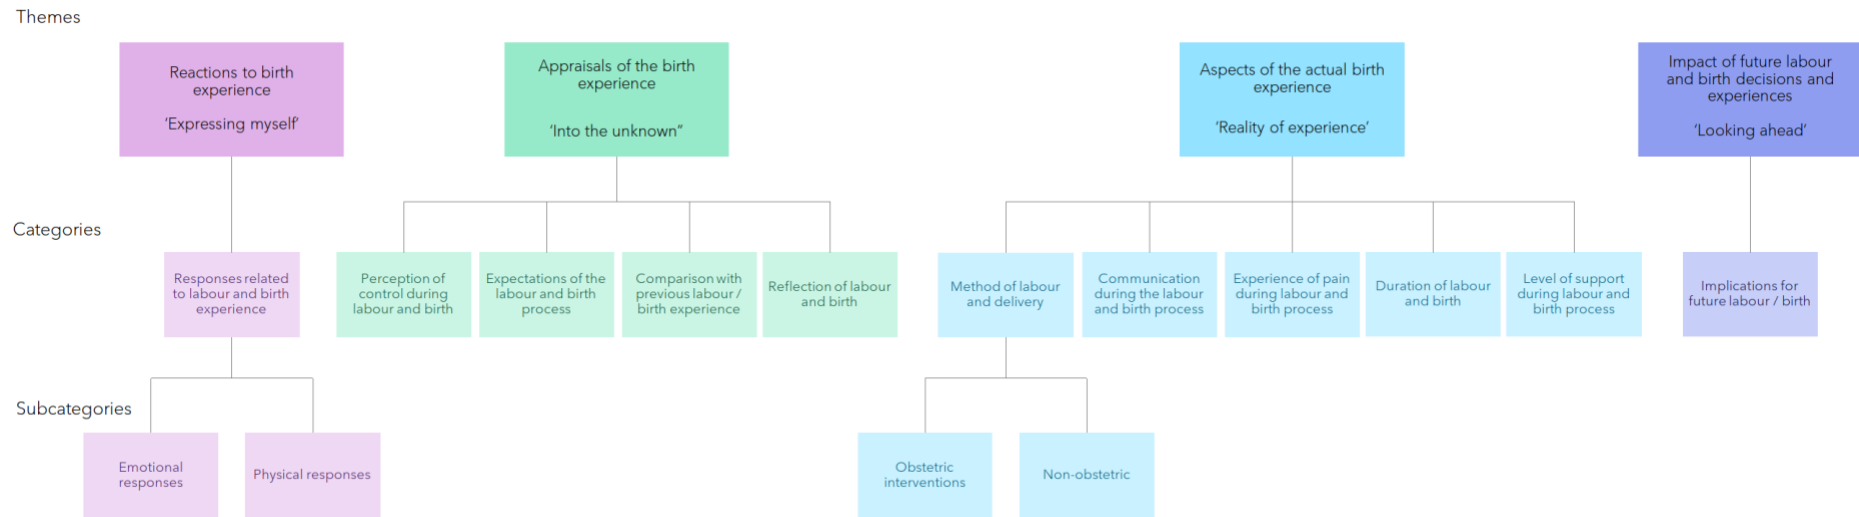 Themes
Reactions to birth
experience
‘Expressing myself’
Appraisals of the birth
experience
‘Into the unknown”
Aspects of the actual birth
experience
‘Reality of experience’
Impact of future labour
and birth decisions and
experiences
‘Looking ahead’
Categories
Responses related
to labour and birth
experience
Perception of
control during
labour and birth
Expectations of the
labour and birth
process
Comparison with
previous labour /
birth experience
Reflection of labour
and birth
Method of labour
and delivery
Communication
during the labour
and birth process
Experience of pain
during labour and
birth process
Duration of labour
and birth
Level of support
during labour and
birth process
Implications for
future labour / birth
Subcategories
Emotional
responses
Physical responses
Obstetric
interventions
Non-obstetric